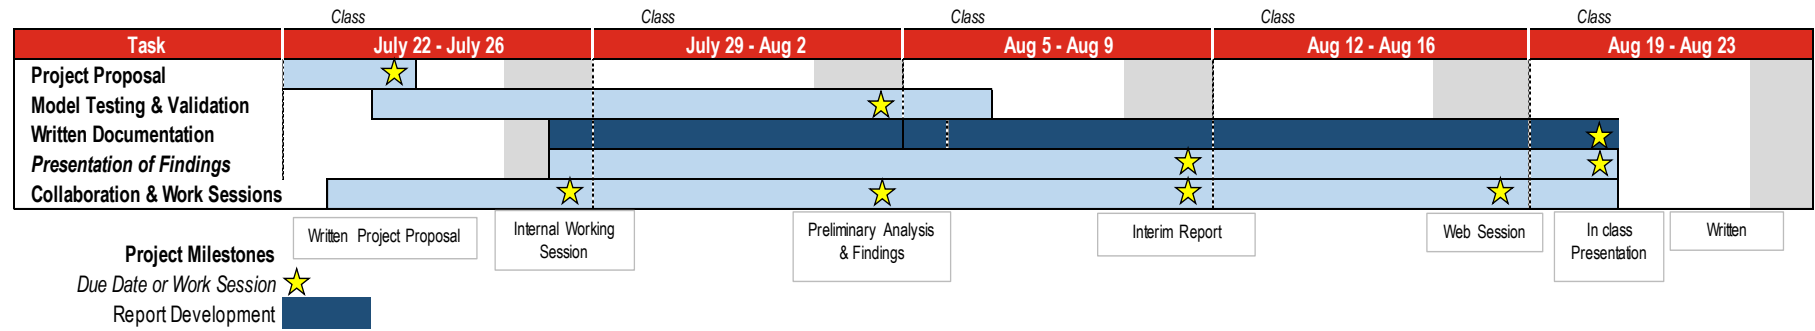 Class Class Class Class Class
Task July 22 - July 26 July 29 - Aug 2 Aug 5 - Aug 9 Aug 12 - Aug 16 Aug 19 - Aug 23
Project Proposal
Model Testing & Validation
Written Documentation
Presentation of Findings
Collaboration & Work Sessions
Written Project Proposal
Internal Working
Session
Preliminary Analysis
& Findings
Interim Report
Web Session
In class
Presentation
Written
Project Milestones
Due Date or Work Session
Report Development